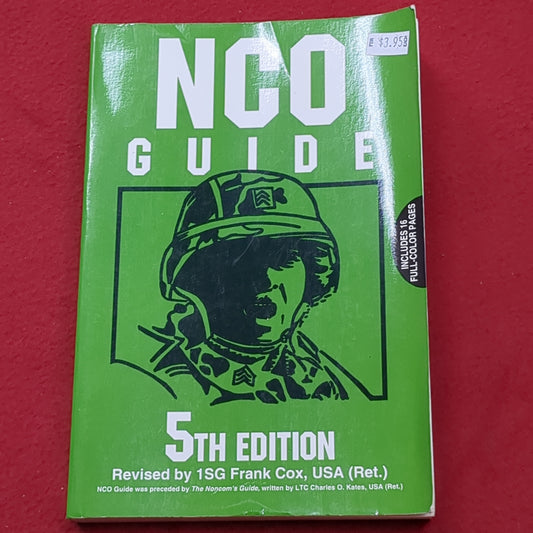 $3.95
NCO
GUIDE
INCLUDES 16
FULL-COLOR PAGES
5TH EDITION
Revised by 1SG Frank Cox, USA (Ret.)
NCO Guide was preceded by The Noncom's Guide, written by LTC Charles O. Kates, USA (Ret.)